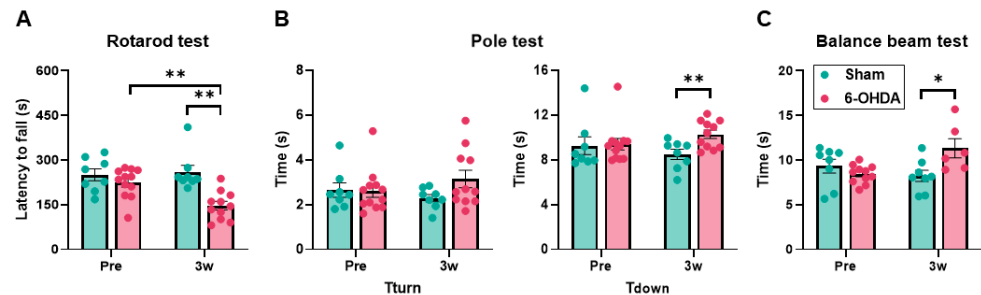 A
Rotarod test
Latency to fall (s)
600
450
300
150
0
**
**
Pre
3w
B
Pole test
Time (s)
8
6
4
2
0
Pre
3w
Tturn
Time (s)
16
12
8
4
0
**
Pre
3w
Tdown
C
Balance beam test
Time (s)
20
15
10
5
0
Sham
6-OHDA
*
Pre
3w